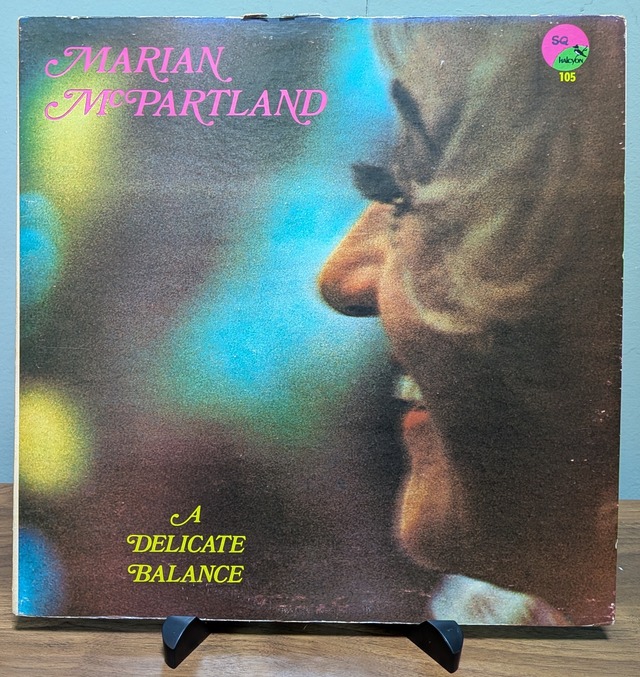 MARIAN
McPARTLAND
SQ
halcyon
105
A
DELICATE
BALANCE